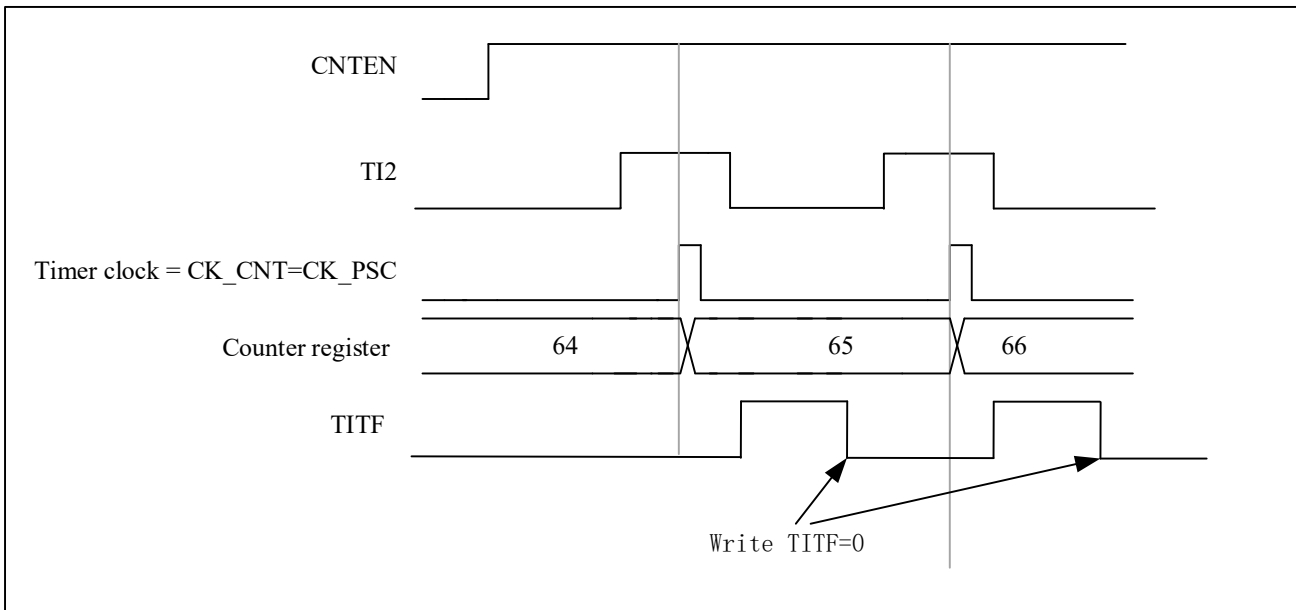 CNTEN
TI2
Timer clock = CK_CNT=CK_PSC
Counter register
64
65
66
TITF
Write TITF=0